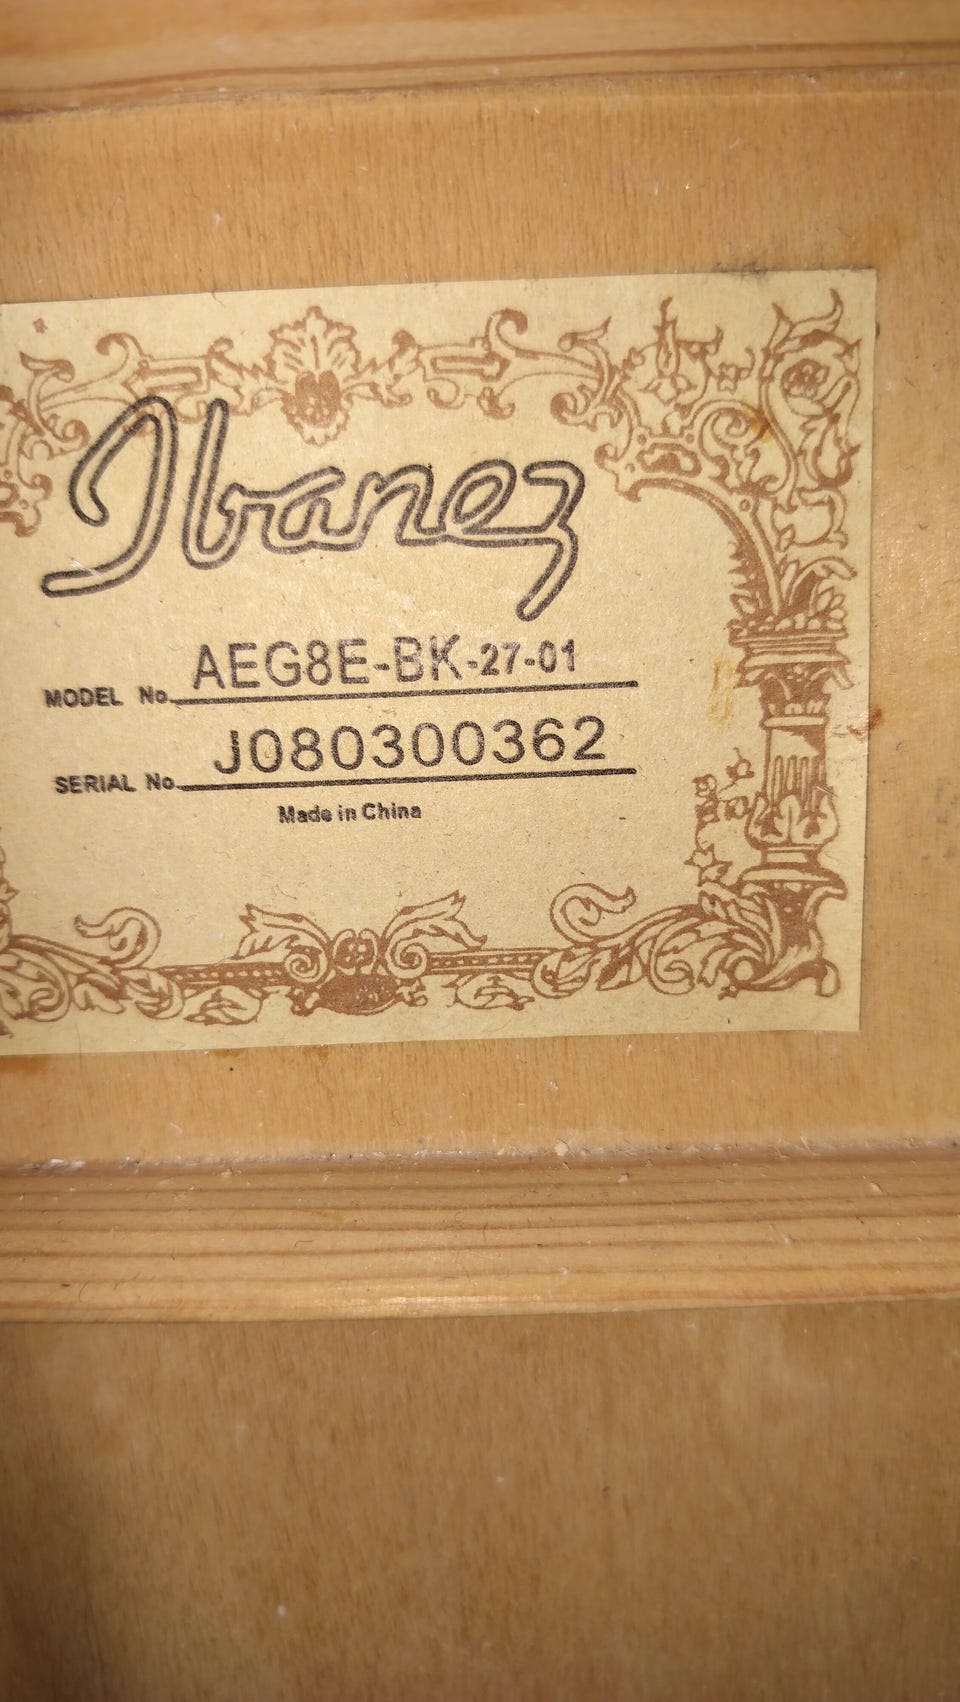 Ibanez
MODEL No. AEG8E-BK-27-01
SERIAL No. J080300362
Made in China